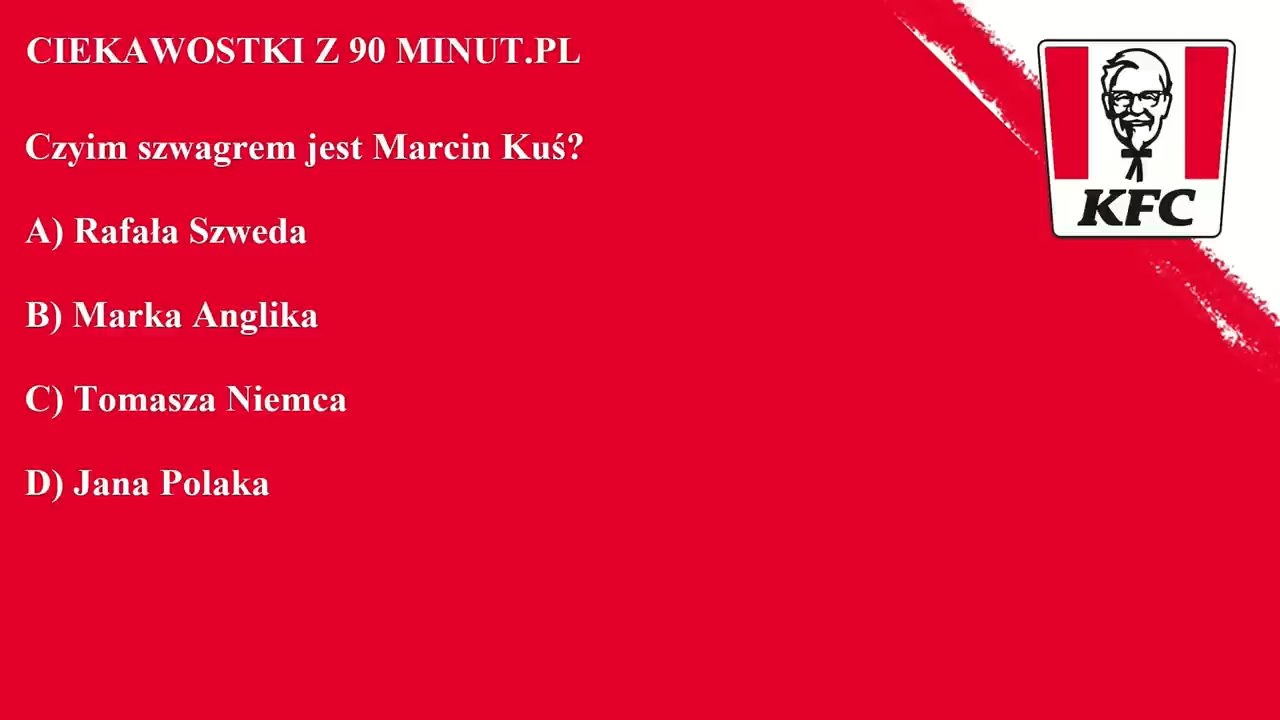 CIEKAWOSTKI Z 90 MINUT.PL
Czyim szwagrem jest Marcin Kuś?
A) Rafała Szweda
B) Marka Anglika
C) Tomasza Niemca
D) Jana Polaka
KFC